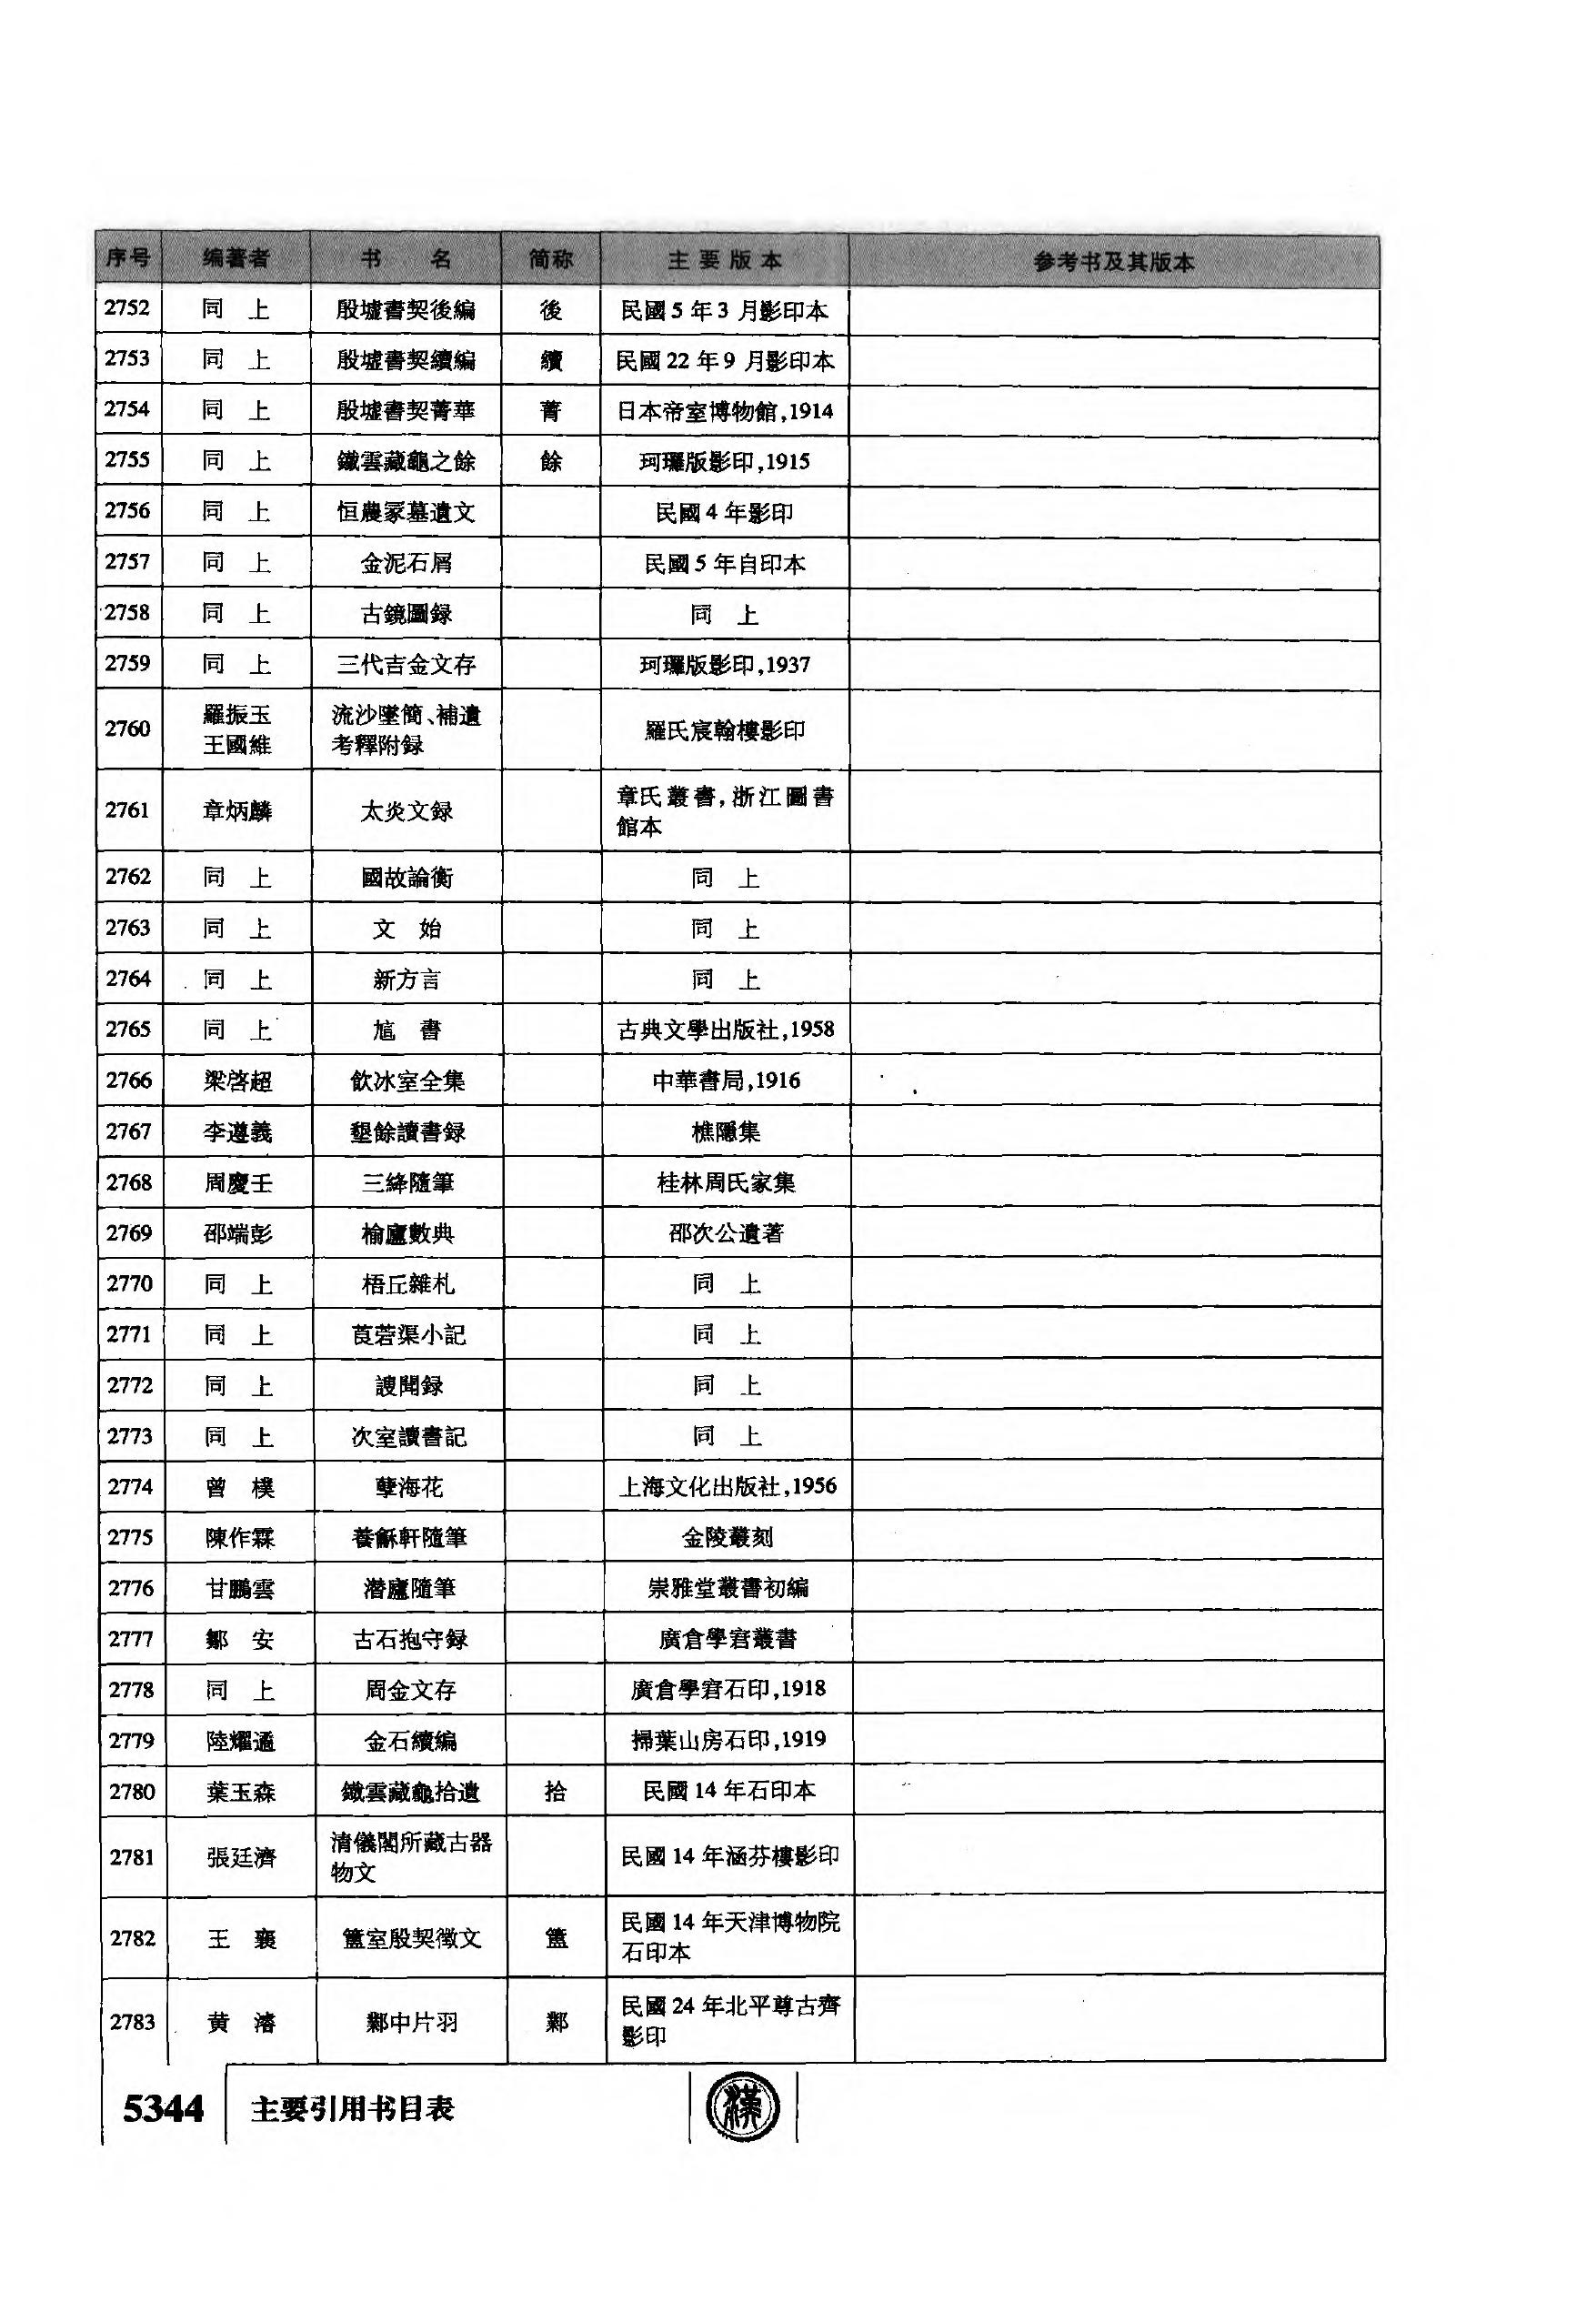 序号 编著者 书 名 简称 主要版本 参考书及其版本
2752 同 上 殷墟書契後編 後 民國5年3月影印本
2753 同 上 殷墟書契續編 續 民國22年9月影印本
2754 同 上 殷墟書契菁華 菁 日本帝室博物館,1914
2755 同 上 鐵雲藏龜之餘 餘 珂瓏版影印,1915
2756 同 上 恒農冢墓遺文 民國4年影印
2757 同 上 金泥石屑 民國5年自印本
2758 同 上 古鏡圖録 同 上
2759 同 上 三代吉金文存 珂瓏版影印,1937
2760 羅振玉 王國維 流沙墜簡、補遺 考釋附録 羅氏宸翰樓影印
2761 章炳麟 太炎文録 章氏叢書,浙江圖書 館本
2762 同 上 國故論衡 同 上
2763 同 上 文 始 同 上
2764 同 上 新方言 同 上
2765 同 上 訄 書 古典文學出版社,1958
2766 梁啓超 飲冰室全集 中華書局,1916
2767 李遵義 墾餘讀書録 樵隱集
2768 周慶壬 三絳隨筆 桂林周氏家集
2769 邵端彭 榆廬數典 邵次公遺著
2770 同 上 梧丘雜札 同 上
2771 同 上 茛菪渠小記 同 上
2772 同 上 謏聞録 同 上
2773 同 上 次室讀書記 同 上
2774 曾 樸 孽海花 上海文化出版社,1956
2775 陳作霖 養龢軒隨筆 金陵叢刻
2776 甘鵬雲 潜廬隨筆 崇雅堂叢書初編
2777 鄒 安 古石抱守録 廣倉學宭叢書
2778 同 上 周金文存 廣倉學宭石印,1918
2779 陸耀遹 金石續編 掃葉山房石印,1919
2780 葉玉森 鐵雲藏龜拾遺 拾 民國14年石印本
2781 張廷濟 清儀閣所藏古器 物文 民國14年涵芬樓影印
2782 王 襄 簠室殷契徵文 簠 民國14年天津博物院 石印本
2783 黄 濬 鄴中片羽 鄴 民國24年北平尊古齊 影印
5344 主要引用书目表
漢